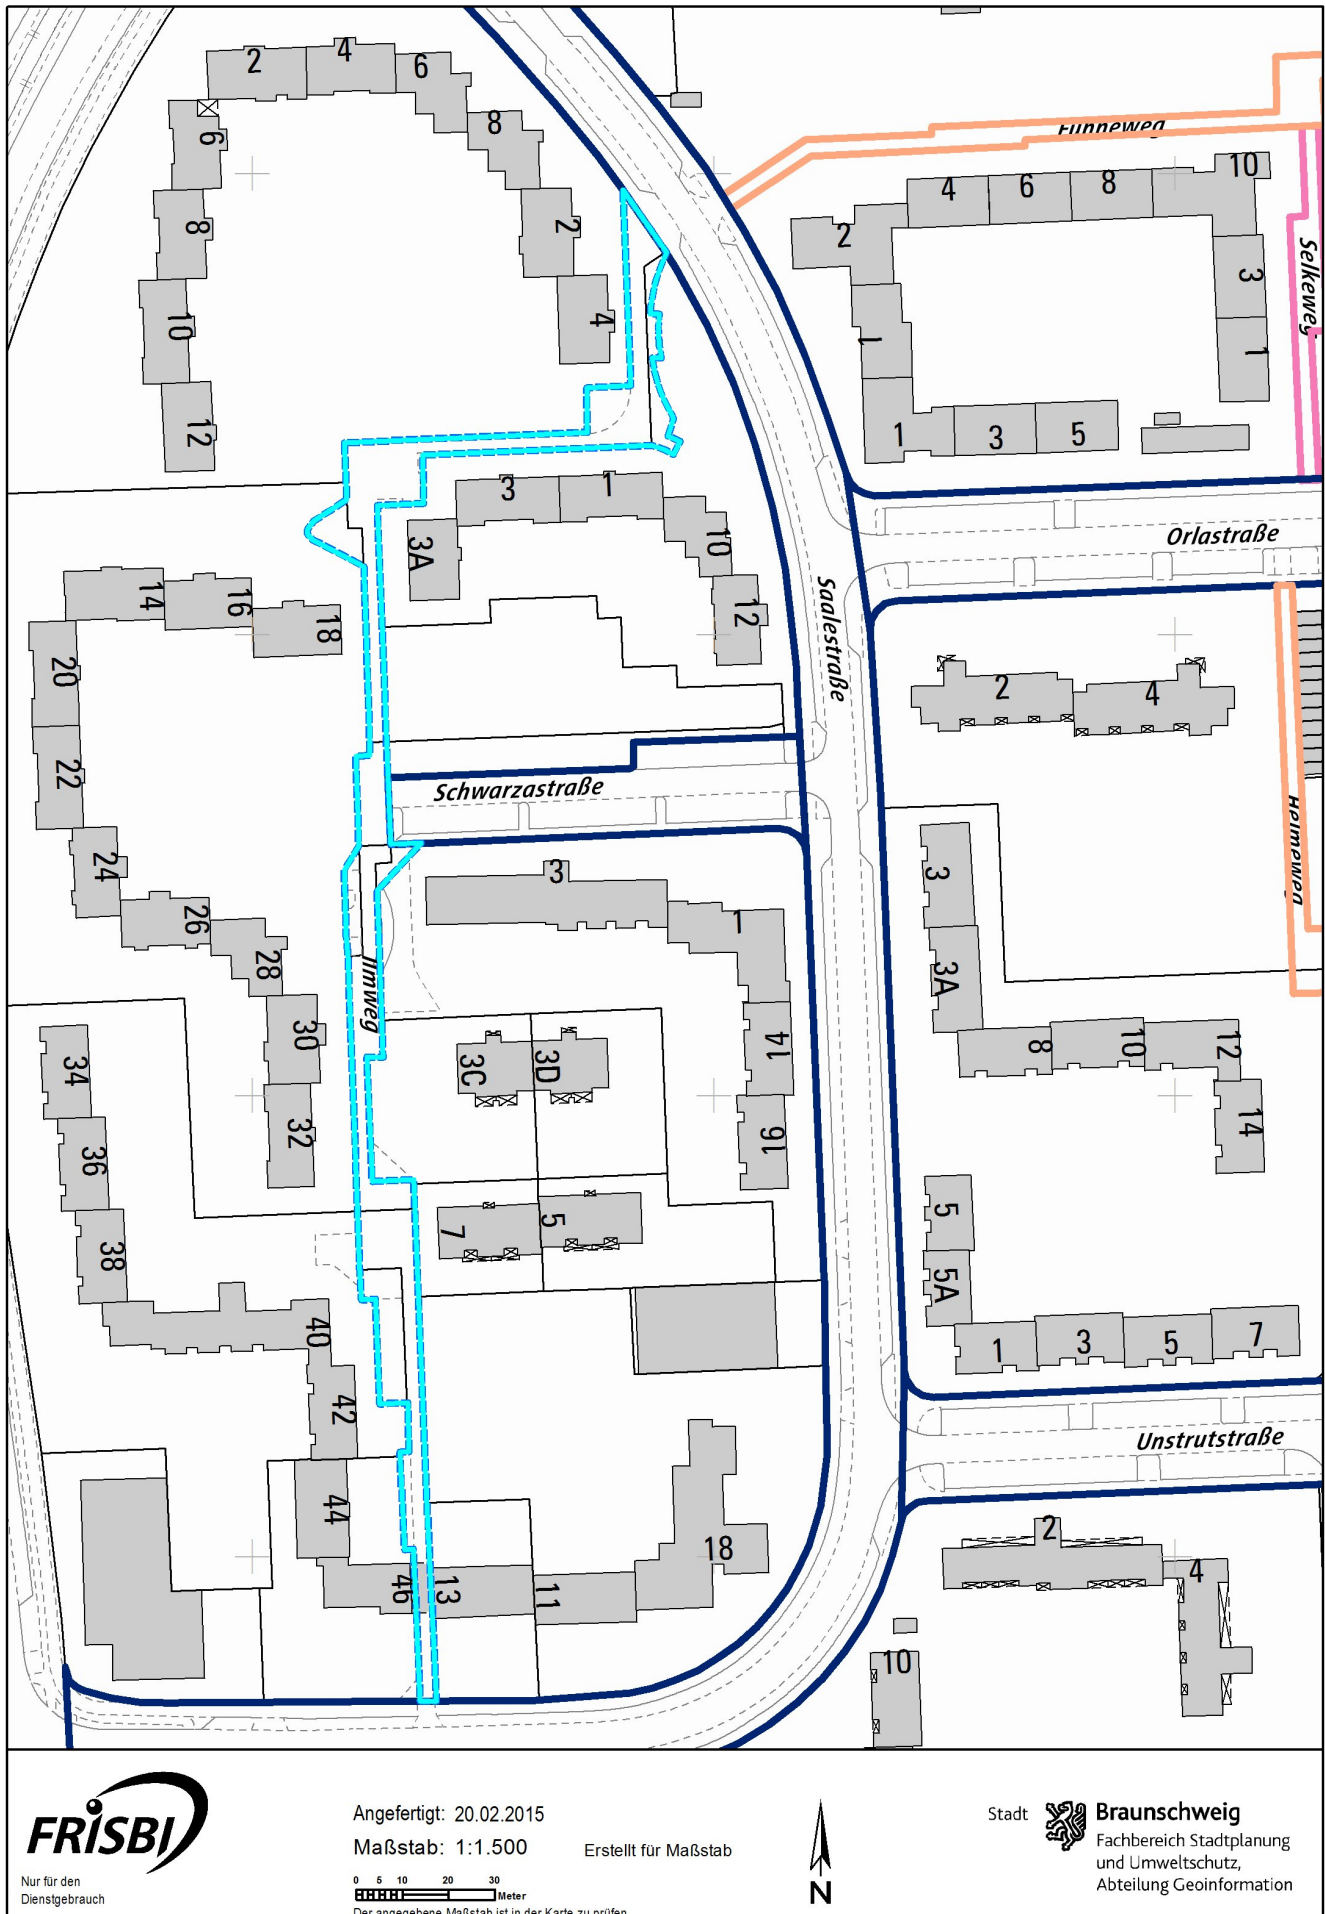 2
4
6
8
6
8
10
12
2
4
Fuhneweg
4
6
8
10
2
1
1
3
5
3
1
Selkeweg
3
1
3A
10
12
Orlastraße
Saalestraße
14
16
18
20
22
24
26
28
30
32
2
4
Schwarzastraße
3
1
Helmeweg
3
3A
Ilmweg
34
36
38
3C
3D
14
16
8
10
12
14
7
5
5
5A
40
42
1
3
5
7
Unstrutstraße
44
46
13
11
18
2
4
10
FRISBI
Nur für den
Dienstgebrauch
Angefertigt: 20.02.2015
Maßstab: 1:1.500
Erstellt für Maßstab
0 5 10 20 30
Meter
Der angegebene Maßstab ist in der Karte zu prüfen
N
Stadt Braunschweig
Fachbereich Stadtplanung
und Umweltschutz,
Abteilung Geoinformation